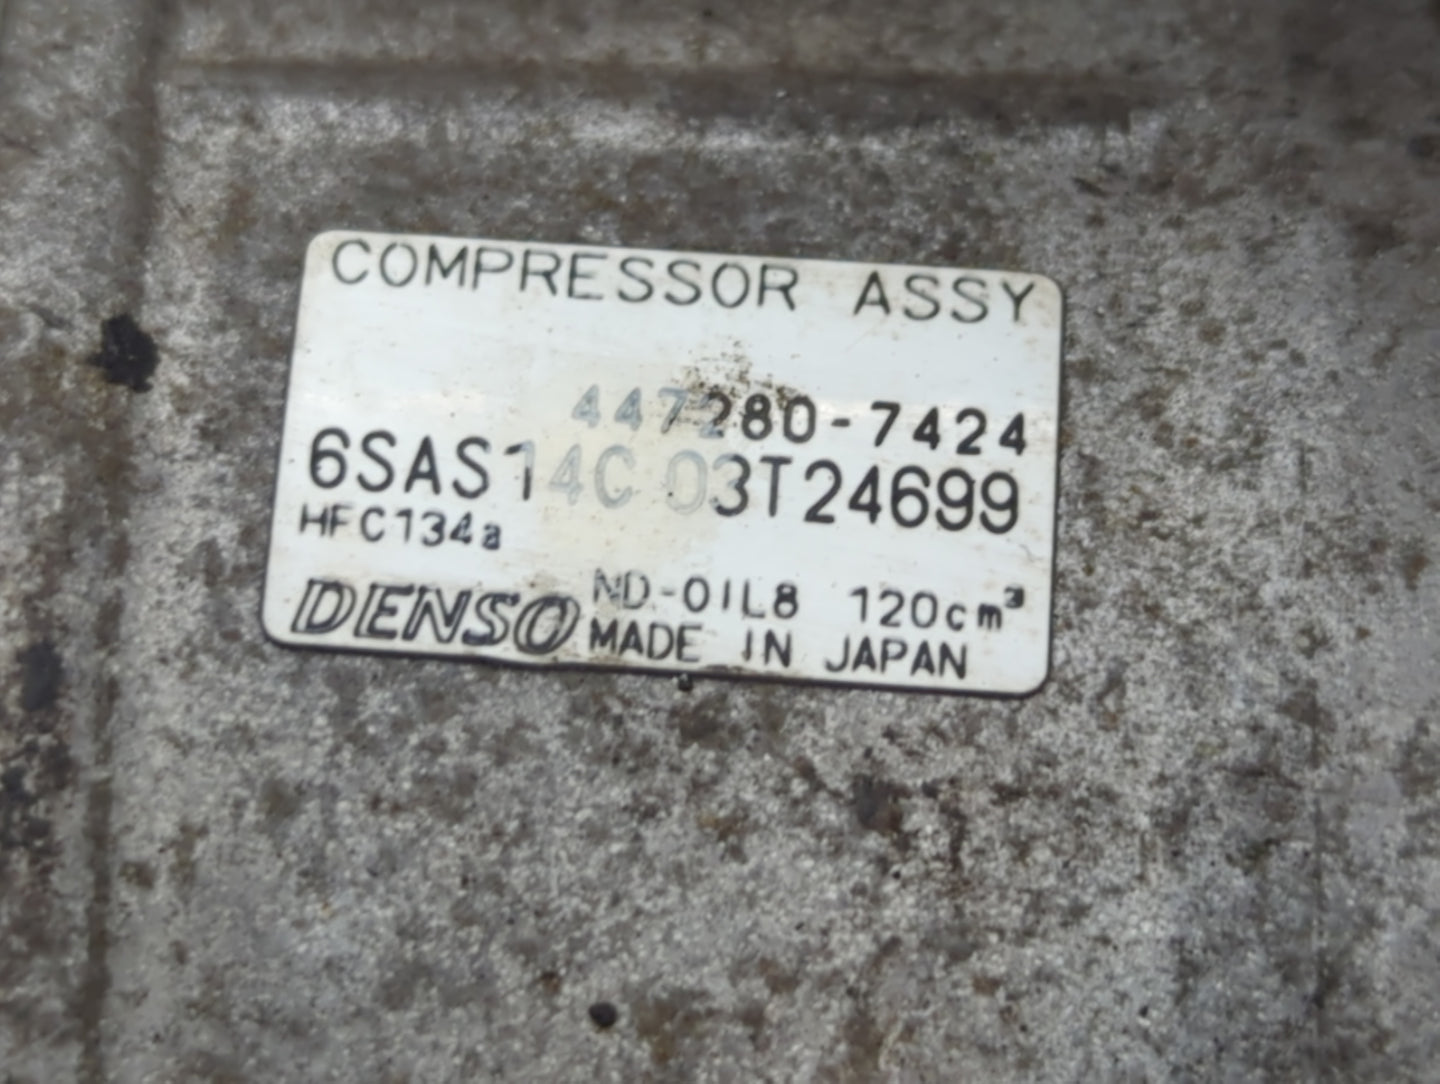 COMPRESSOR ASSY
447280-7424
6SAS14C 03T24699
HFC134a
ND-OIL8 120cm³
DENSO MADE IN JAPAN